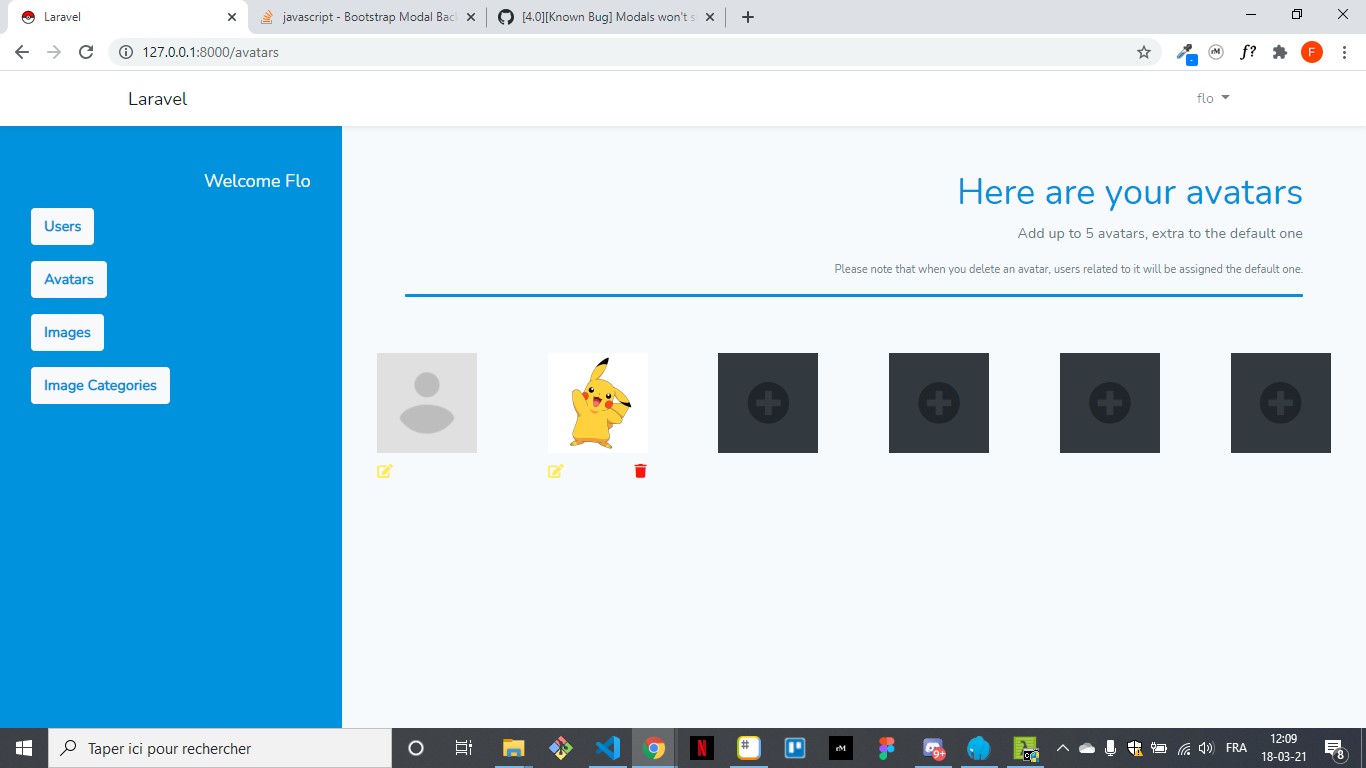 Laravel
javascript - Bootstrap Modal Bac
[4.0][Known Bug] Modals won't s
127.0.0.1:8000/avatars
rM
f?
F
Laravel
flo
Welcome Flo
Users
Avatars
Images
Image Categories
Here are your avatars
Add up to 5 avatars, extra to the default one
Please note that when you delete an avatar, users related to it will be assigned the default one.
Taper ici pour rechercher
N
#
rM
9+
FRA
12:09
18-03-21
8